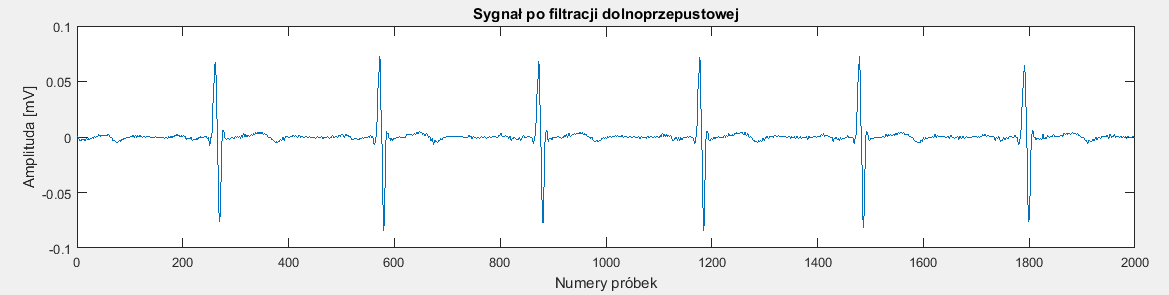 Sygnał po filtracji dolnoprzepustowej
0.1
0.05
0
-0.05
-0.1
Amplituda [mV]
0 200 400 600 800 1000 1200 1400 1600 1800 2000
Numery próbek